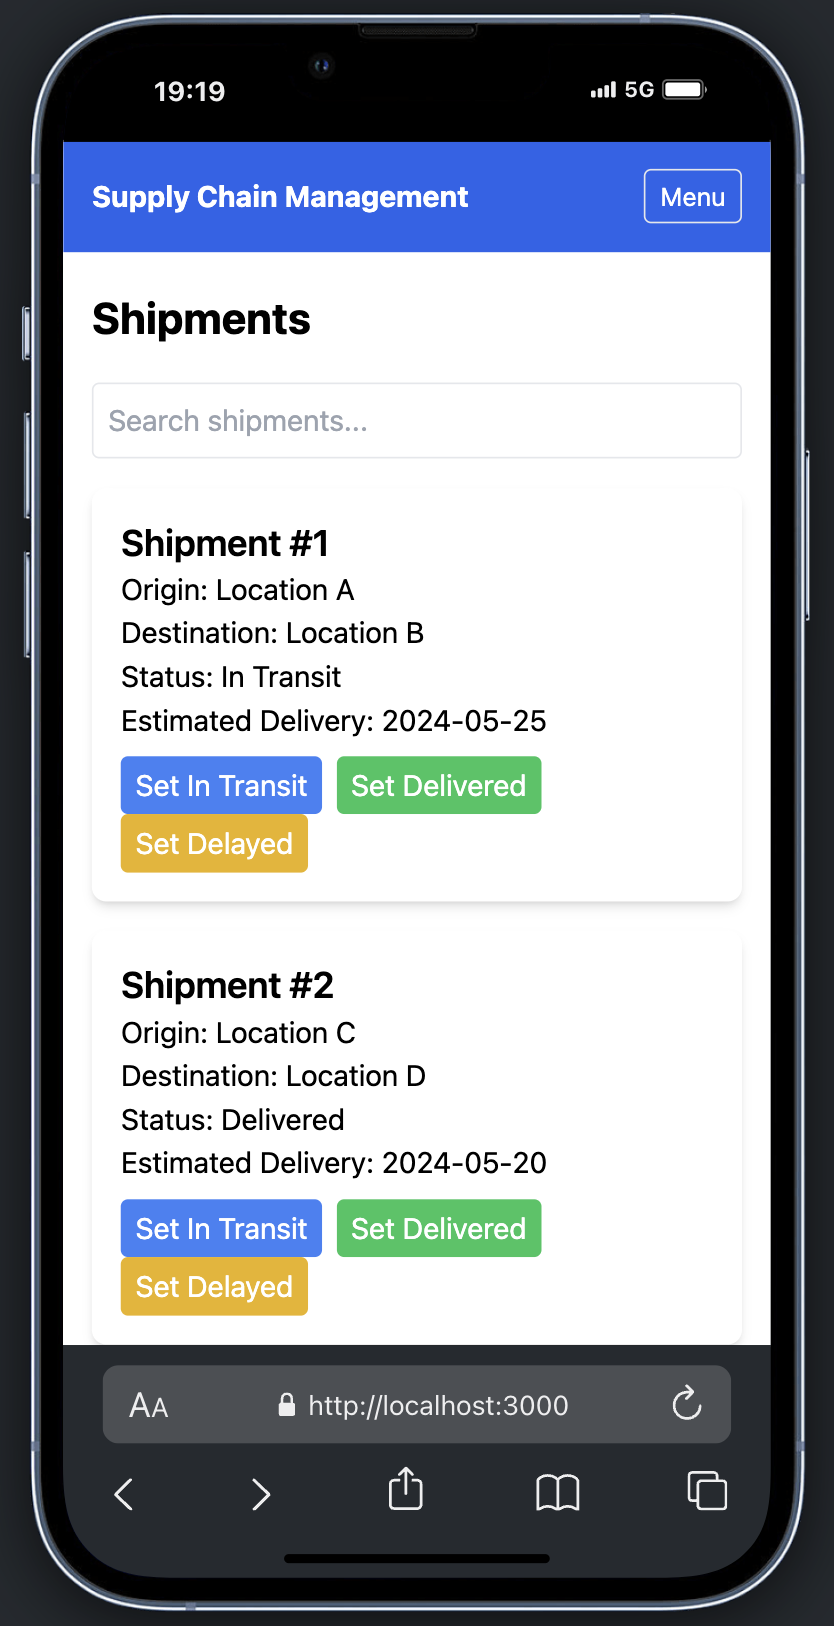 19:19 5G
Supply Chain Management Menu
Shipments
Search shipments...
Shipment #1
Origin: Location A
Destination: Location B
Status: In Transit
Estimated Delivery: 2024-05-25
Set In Transit Set Delivered
Set Delayed
Shipment #2
Origin: Location C
Destination: Location D
Status: Delivered
Estimated Delivery: 2024-05-20
Set In Transit Set Delivered
Set Delayed
AA http://localhost:3000